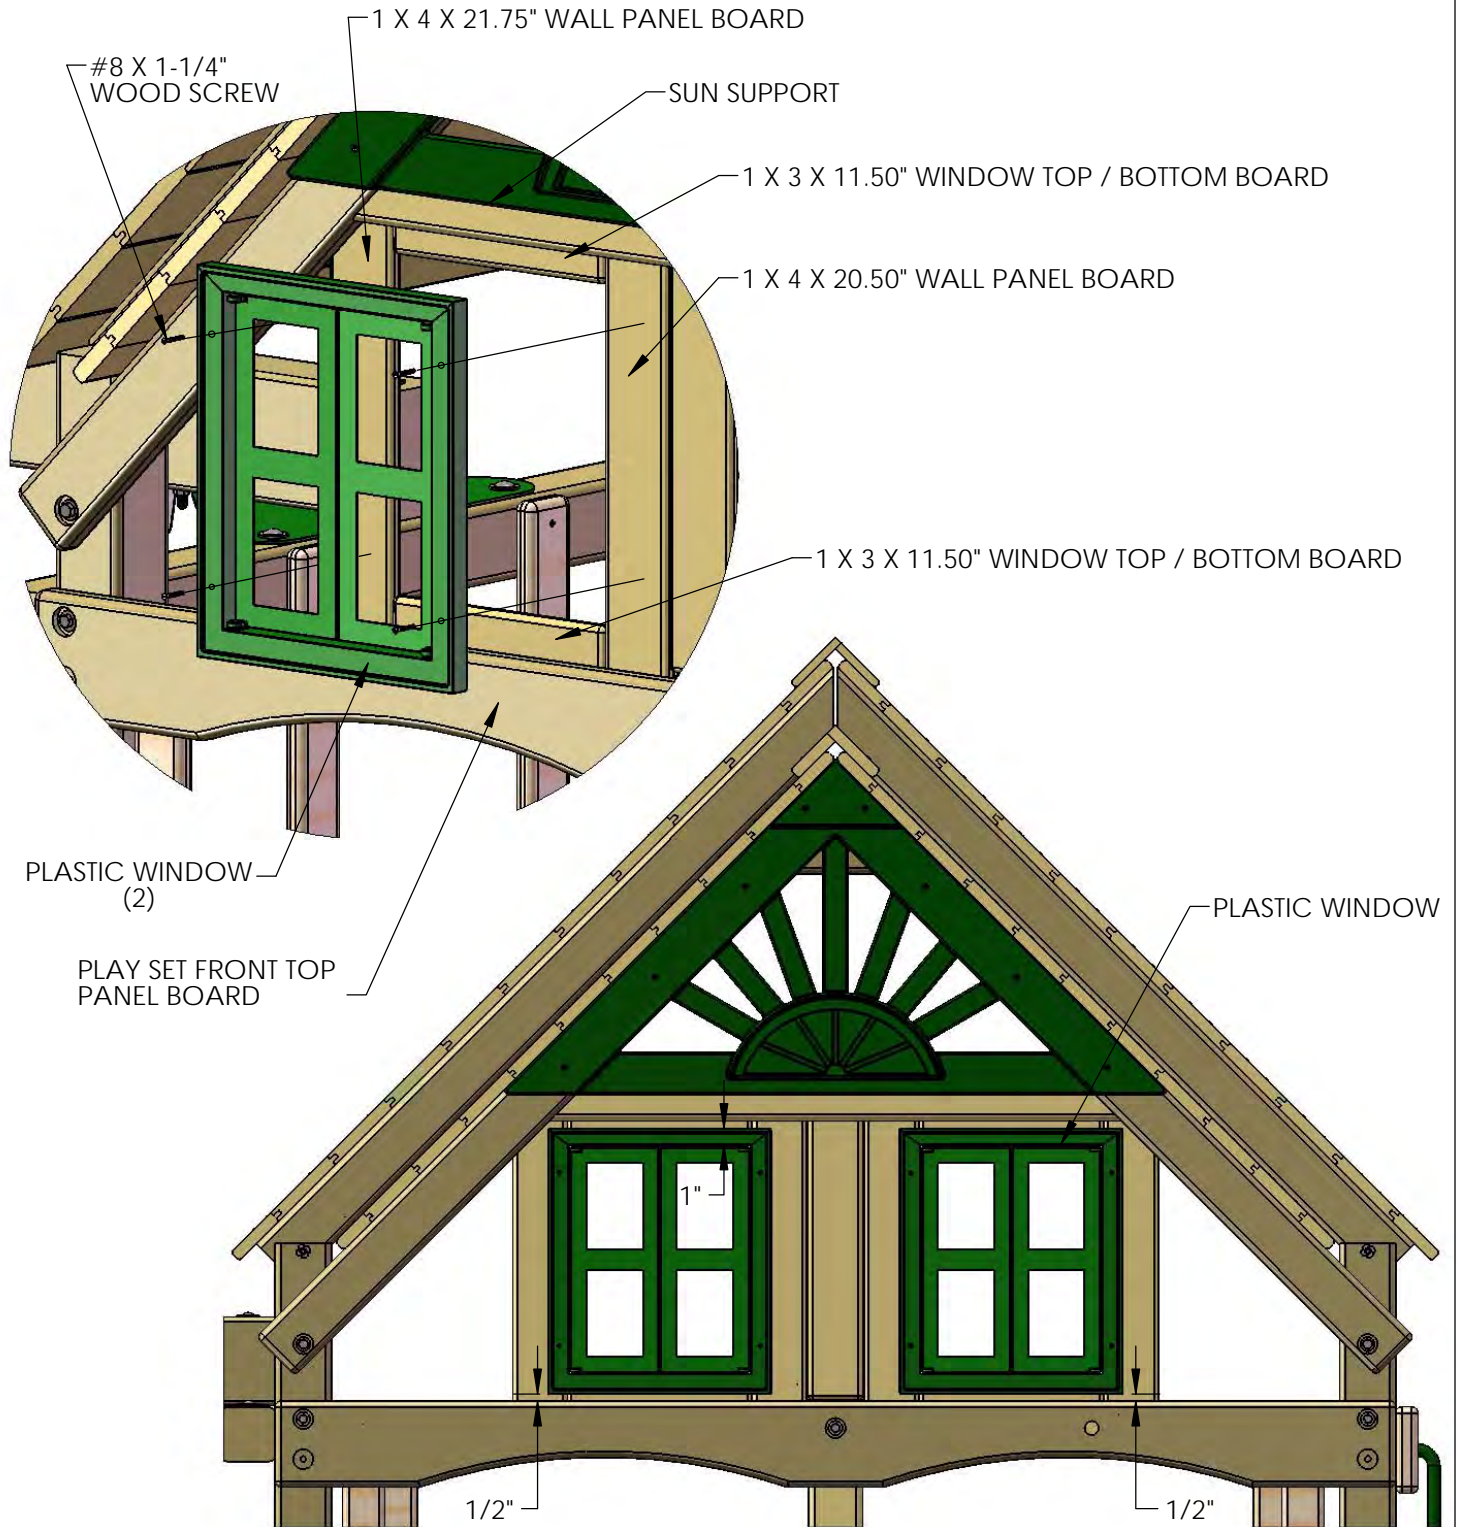 1 X 4 X 21.75" WALL PANEL BOARD
#8 X 1-1/4"
WOOD SCREW
SUN SUPPORT
1 X 3 X 11.50" WINDOW TOP / BOTTOM BOARD
1 X 4 X 20.50" WALL PANEL BOARD
1 X 3 X 11.50" WINDOW TOP / BOTTOM BOARD
PLASTIC WINDOW
(2)
PLASTIC WINDOW
PLAY SET FRONT TOP
PANEL BOARD
1"
1/2"
1/2"